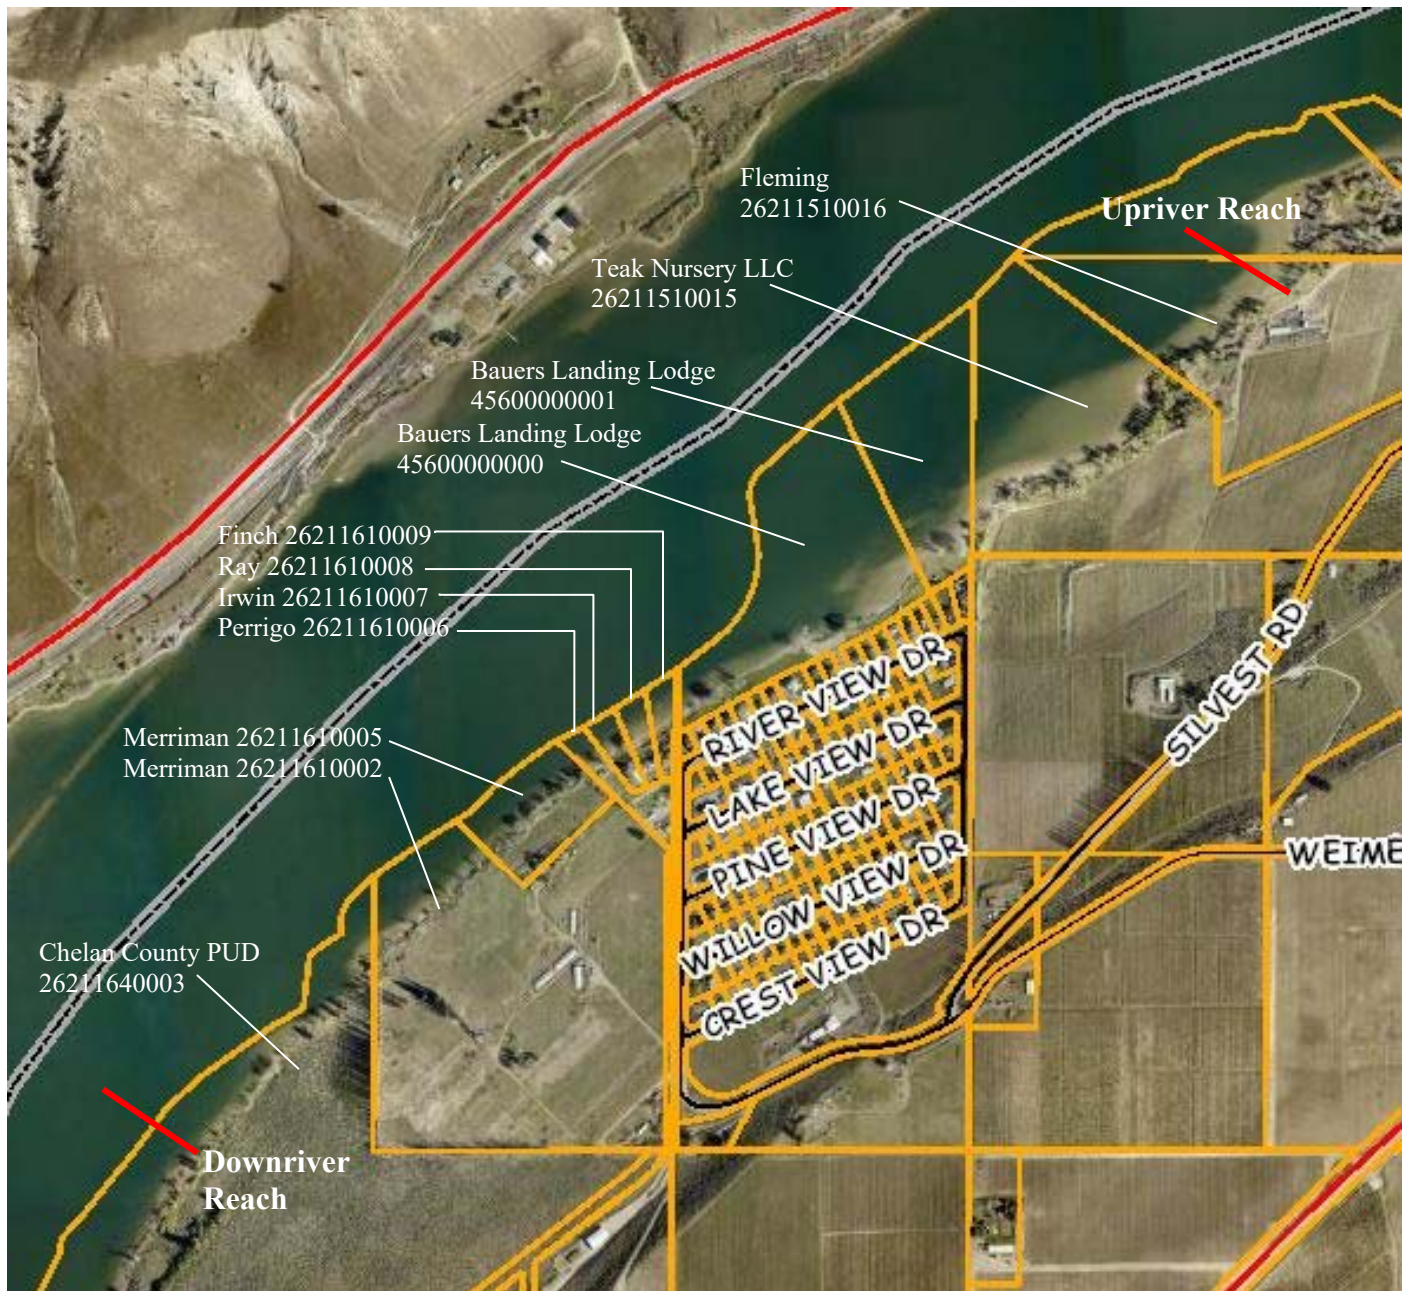 Fleming
26211510016
Upriver Reach
Teak Nursery LLC
26211510015
Bauers Landing Lodge
45600000001
Bauers Landing Lodge
45600000000
Finch 26211610009
Ray 26211610008
Irwin 26211610007
Perrigo 26211610006
Merriman 26211610005
Merriman 26211610002
Chelan County PUD
26211640003
Downriver
Reach
RIVER VIEW DR
LAKE VIEW DR
PINE VIEW DR
WILLOW VIEW DR
CREST VIEW DR
SILVEST RD
WEIME